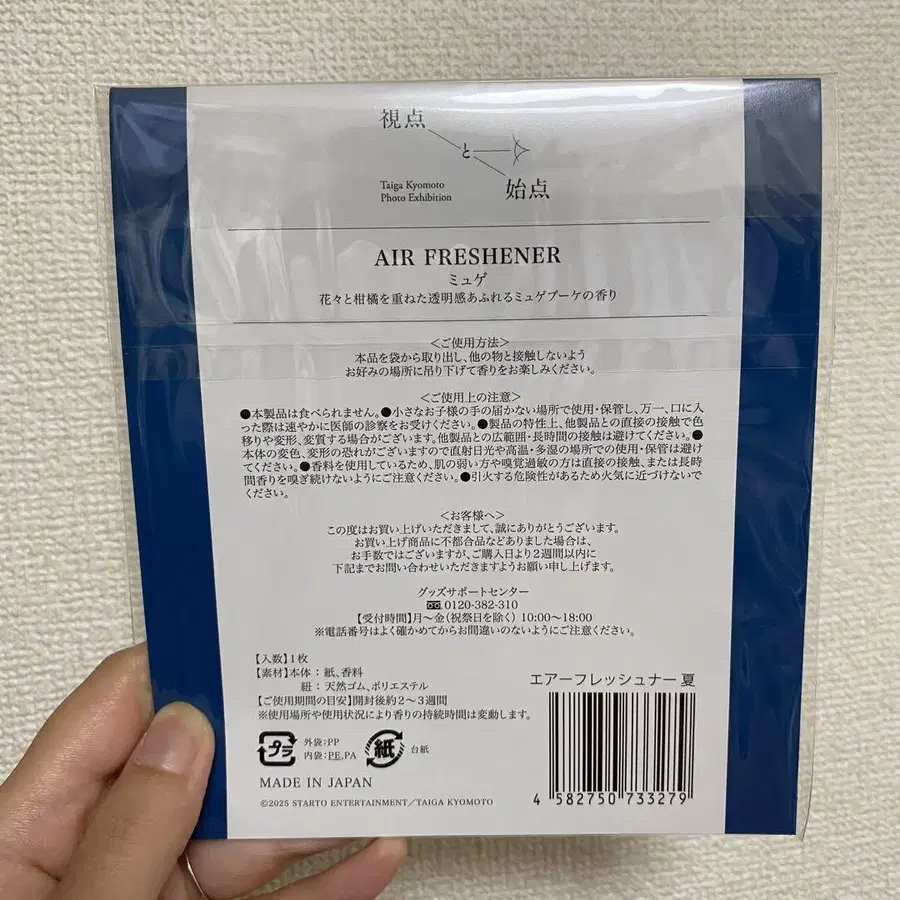 視点
と
始点
Taiga Kyomoto
Photo Exhibition
AIR FRESHENER
ミュゲ
花々と柑橘を重ねた透明感あふれるミュゲブーケの香り
<ご使用方法>
本品を袋から取り出し、他の物と接触しないよう
お好みの場所に吊り下げて香りをお楽しみください。
<ご使用上の注意>
●本製品は食べられません。●小さなお子様の手の届かない場所で使用・保管し、万一、口に入
った際は速やかに医師の診察をお受けください。●製品の特性上、他製品との直接の接触で色
移りや変形、変質する場合がございます。他製品との広範囲・長時間の接触は避けてください。●
本体の変色、変形の恐れがございますので直射日光や高温・多湿の場所での使用・保管は避け
てください。●香料を使用しているため、肌の弱い方や嗅覚過敏の方は直接の接触、または長時
間香りを嗅ぎ続けないようにご注意ください。●引火する危険性があるため火気に近づけないで
ください。
<お客様へ>
この度はお買い上げいただきまして、誠にありがとうございます。
お買い上げ商品に不都合品などありました場合は、
お手数ではございますが、ご購入日より2週間以内に
下記までお問い合わせいただきますようお願い申し上げます。
グッズサポートセンター
0120-382-310
【受付時間】月～金(祝祭日を除く) 10:00～18:00
※電話番号はよく確かめてからお間違いのないようにご注意ください。
【入数】1枚
【素材】本体：紙、香料
紐：天然ゴム、ポリエステル
【ご使用期間の目安】開封後約2～3週間
※使用場所や使用状況により香りの持続時間は変動します。
エアーフレッシュナー 夏
プラ
外袋：PP
内袋：PE,PA
紙
台紙
MADE IN JAPAN
©2025 STARTO ENTERTAINMENT/TAIGA KYOMOTO
4 582750 733279